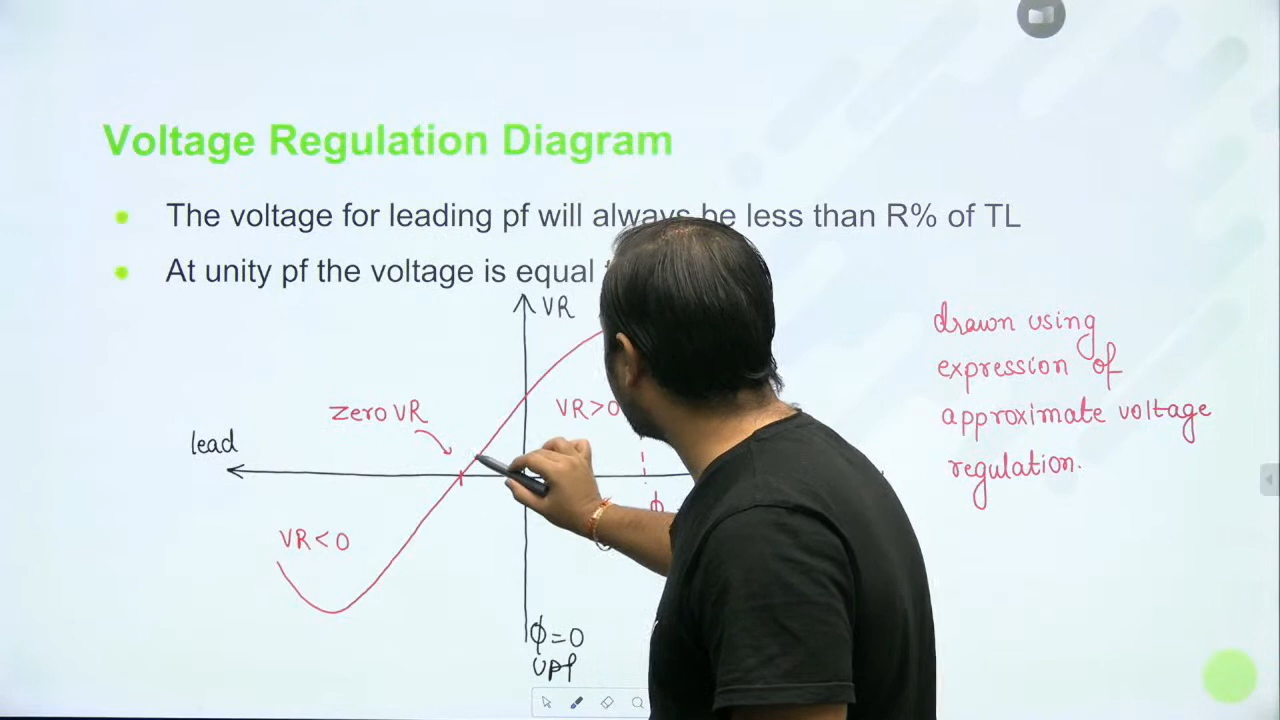 Voltage Regulation Diagram
The voltage for leading pf will always be less than R% of TL
At unity pf the voltage is equal
VR
drawn using
expression of
approximate voltage
regulation.
zero VR
VR>0
lead
ϕ
VR<0
ϕ=0
upf